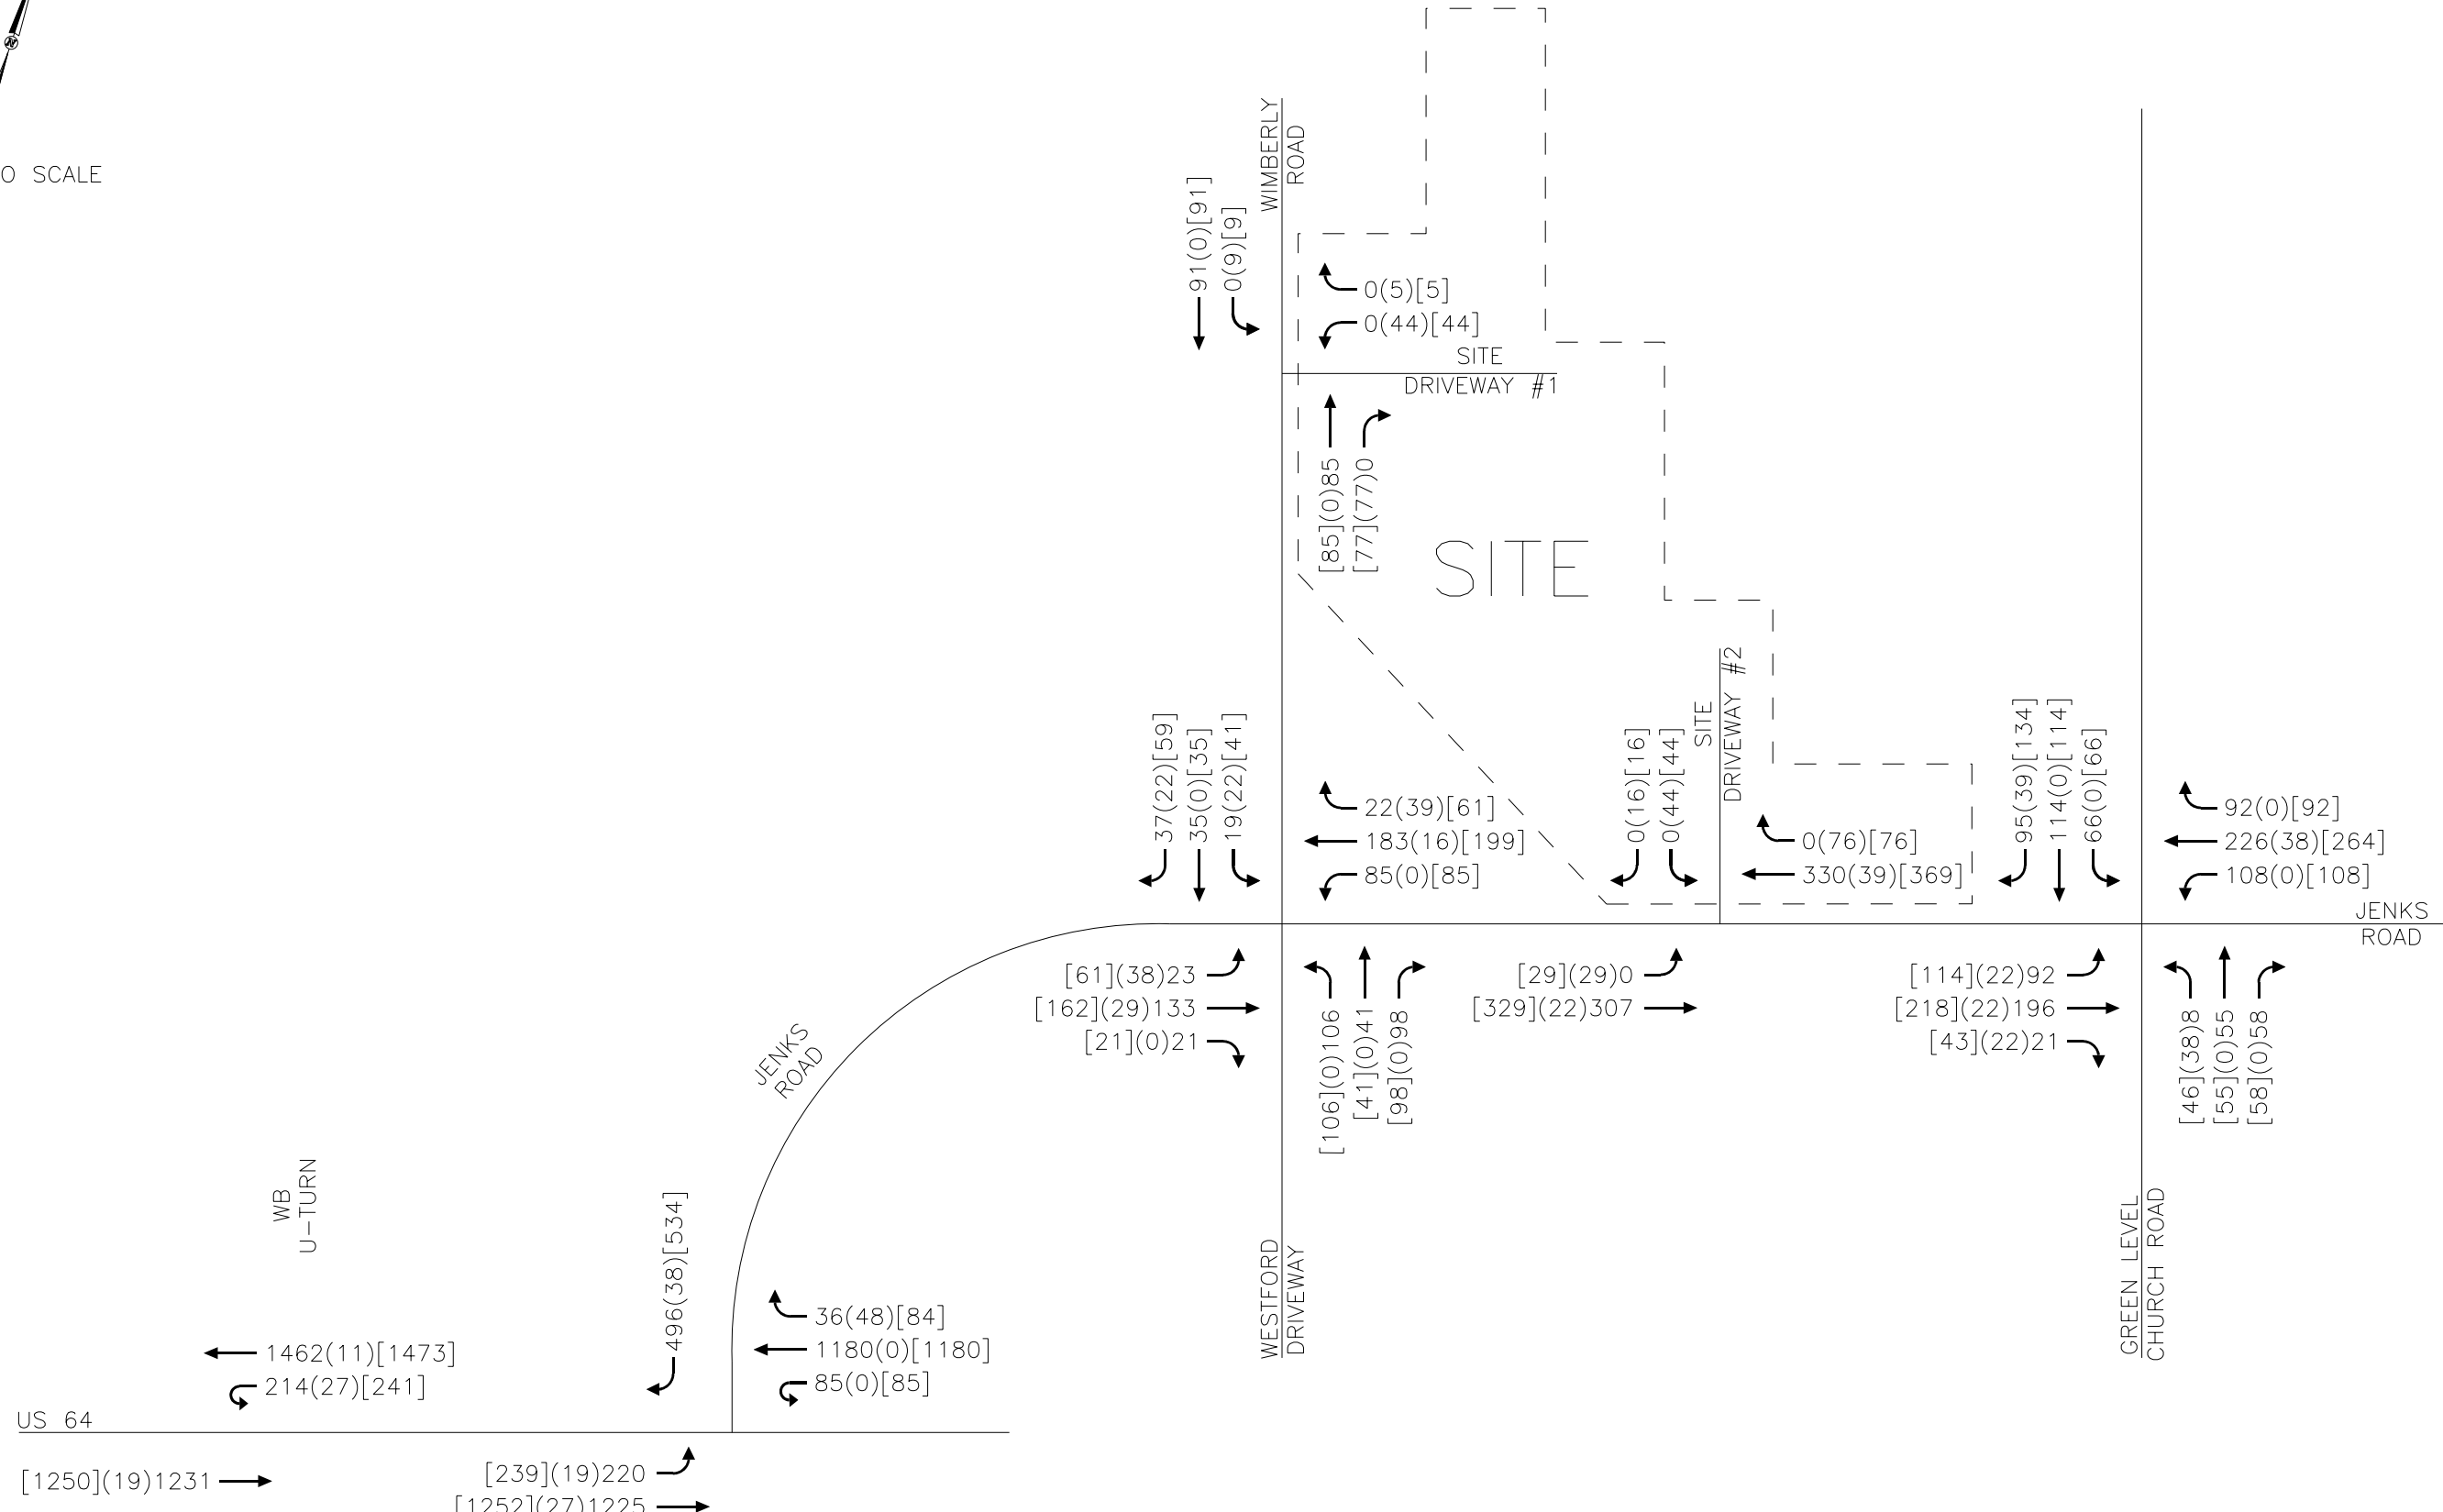 N
O SCALE
WIMBERLY
ROAD
91(0)[91]
0(9)[9]
0(5)[5]
0(44)[44]
SITE
DRIVEWAY #1
[85](0)85
[77](77)0
SITE
SITE
DRIVEWAY #2
37(22)[59]
35(0)[35]
19(22)[41]
22(39)[61]
183(16)[199]
85(0)[85]
0(16)[16]
0(44)[44]
0(76)[76]
330(39)[369]
95(39)[134]
114(0)[114]
66(0)[66]
92(0)[92]
226(38)[264]
108(0)[108]
JENKS
ROAD
[61](38)23
[162](29)133
[21](0)21
[106](0)106
[41](0)41
[98](0)98
[29](29)0
[329](22)307
[114](22)92
[218](22)196
[43](22)21
[46](38)8
[55](0)55
[58](0)58
JENKS
ROAD
WB
U-TURN
WESTFORD
DRIVEWAY
GREEN LEVEL
CHURCH ROAD
496(38)[534]
36(48)[84]
1180(0)[1180]
85(0)[85]
1462(11)[1473]
214(27)[241]
US 64
[1250](19)1231
[239](19)220
[1252](27)1225